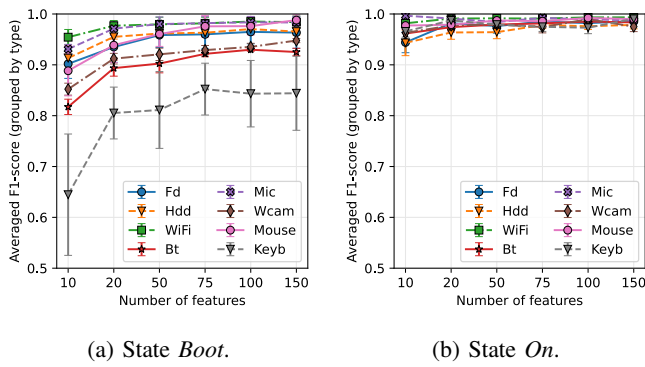 1.0
0.9
0.8
0.7
0.6
0.5
Averaged F1-score (grouped by type)
Fd
Hdd
WiFi
Bt
Mic
Wcam
Mouse
Keyb
10 20 50 75 100 150
Number of features
(a) State Boot.
1.0
0.9
0.8
0.7
0.6
0.5
Averaged F1-score (grouped by type)
Fd
Hdd
WiFi
Bt
Mic
Wcam
Mouse
Keyb
10 20 50 75 100 150
Number of features
(b) State On.